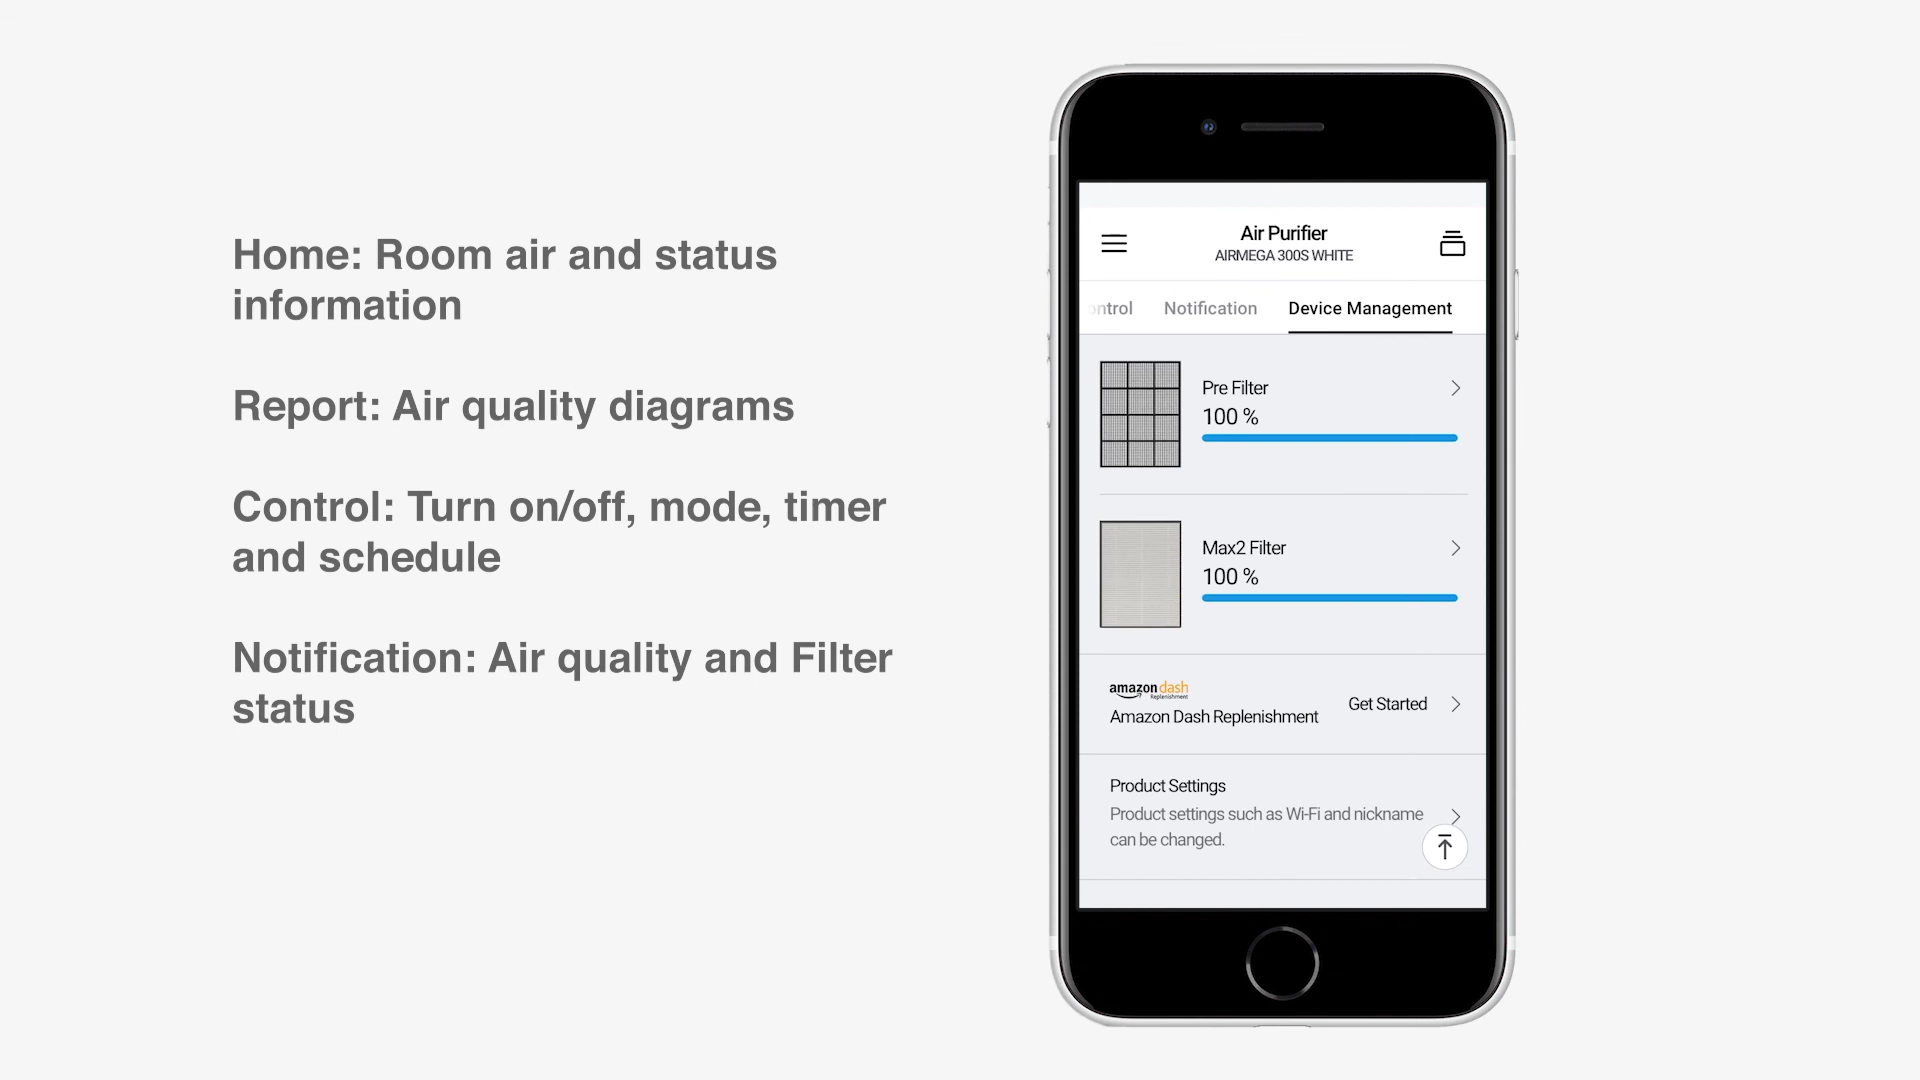 Home: Room air and status
information
Report: Air quality diagrams
Control: Turn on/off, mode, timer
and schedule
Notification: Air quality and Filter
status
Air Purifier
AIRMEGA 300S WHITE
ontrol Notification Device Management
Pre Filter
100 %
Max2 Filter
100 %
amazon dash
Replenishment
Amazon Dash Replenishment
Get Started
Product Settings
Product settings such as Wi-Fi and nickname
can be changed.